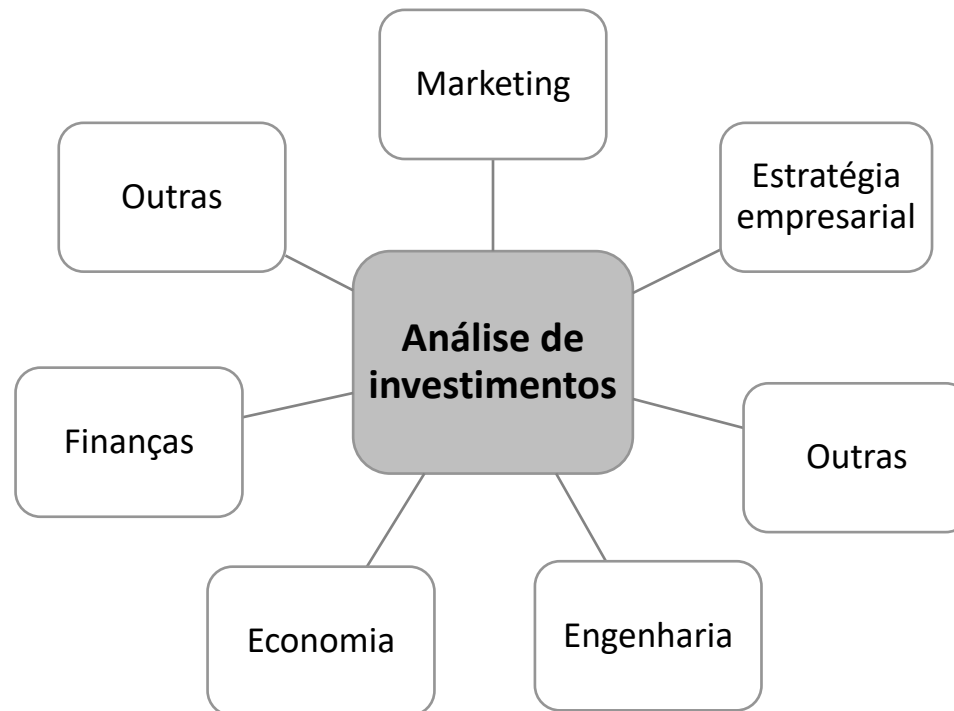 Marketing
Outras
Estratégia
empresarial
Análise de
investimentos
Finanças
Outras
Economia
Engenharia